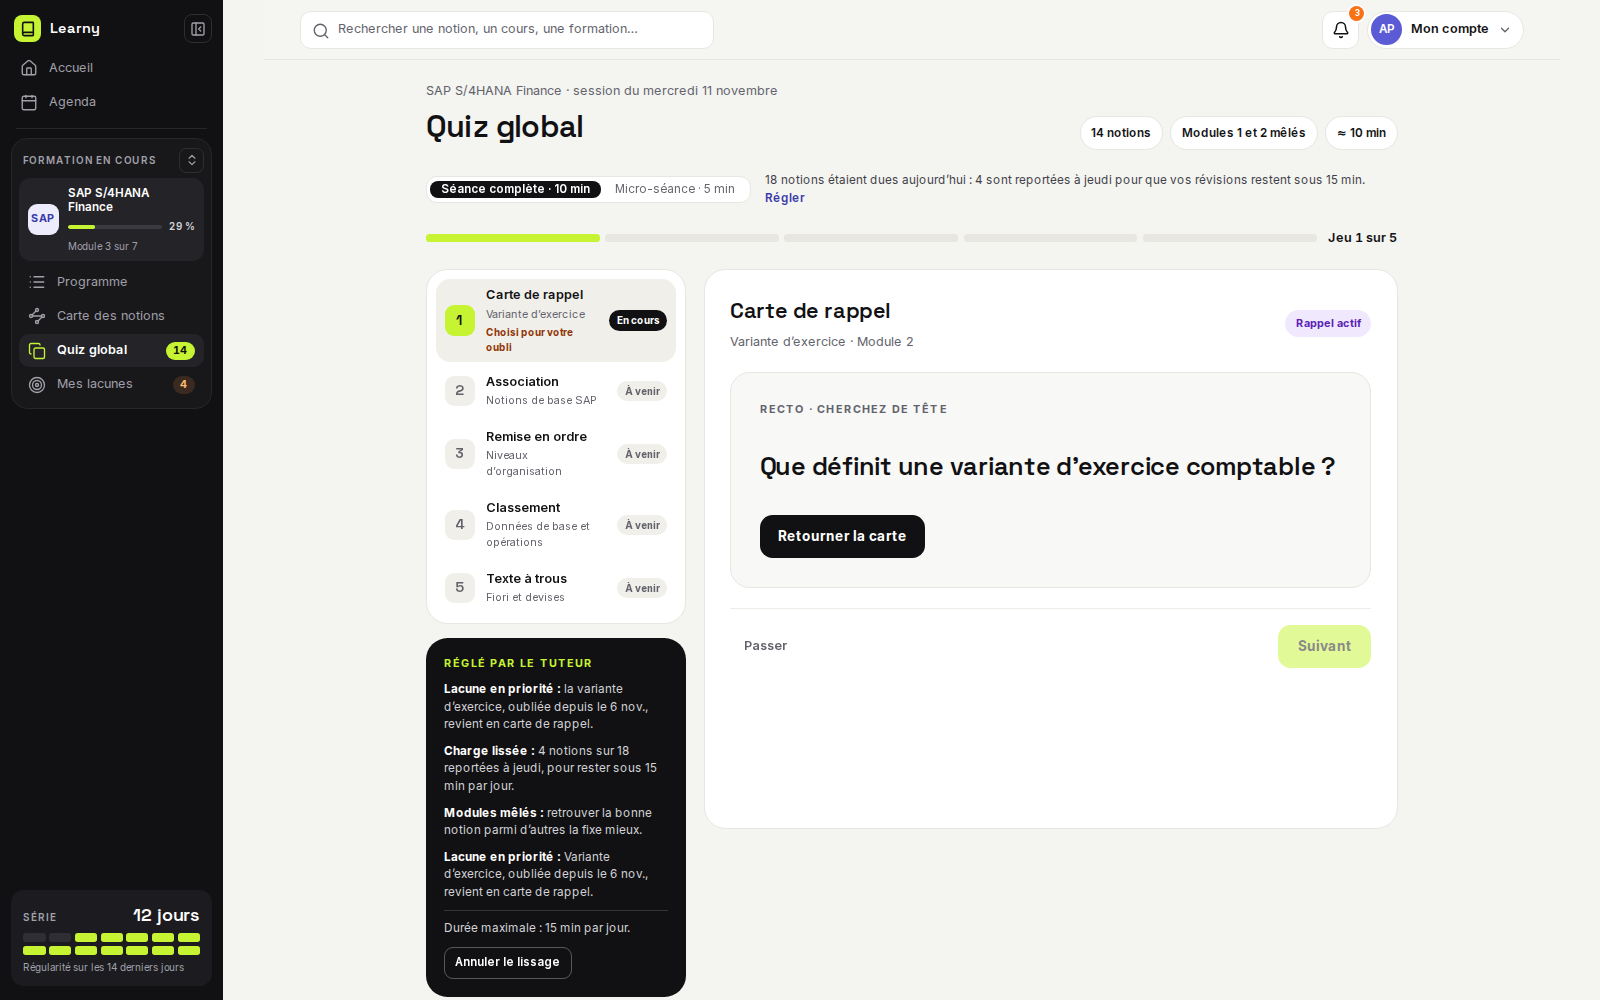 Learny
Accueil
Agenda
FORMATION EN COURS
SAP
SAP S/4HANA
Finance
29 %
Module 3 sur 7
Programme
Carte des notions
Quiz global
14
Mes lacunes
4
SÉRIE
12 jours
Régularité sur les 14 derniers jours
Rechercher une notion, un cours, une formation…
3
AP
Mon compte
SAP S/4HANA Finance · session du mercredi 11 novembre
Quiz global
14 notions
Modules 1 et 2 mêlés
≈ 10 min
Séance complète · 10 min
Micro-séance · 5 min
18 notions étaient dues aujourd’hui : 4 sont reportées à jeudi pour que vos révisions restent sous 15 min.
Régler
Jeu 1 sur 5
1
Carte de rappel
Variante d’exercice
Choisi pour votre
oubli
En cours
2
Association
Notions de base SAP
À venir
3
Remise en ordre
Niveaux
d’organisation
À venir
4
Classement
Données de base et
opérations
À venir
5
Texte à trous
Fiori et devises
À venir
RÉGLÉ PAR LE TUTEUR
Lacune en priorité : la variante
d’exercice, oubliée depuis le 6 nov.,
revient en carte de rappel.
Charge lissée : 4 notions sur 18
reportées à jeudi, pour rester sous 15
min par jour.
Modules mêlés : retrouver la bonne
notion parmi d’autres la fixe mieux.
Lacune en priorité : Variante
d’exercice, oubliée depuis le 6 nov.,
revient en carte de rappel.
Durée maximale : 15 min par jour.
Annuler le lissage
Carte de rappel
Variante d’exercice · Module 2
Rappel actif
RECTO · CHERCHEZ DE TÊTE
Que définit une variante d’exercice comptable ?
Retourner la carte
Passer
Suivant